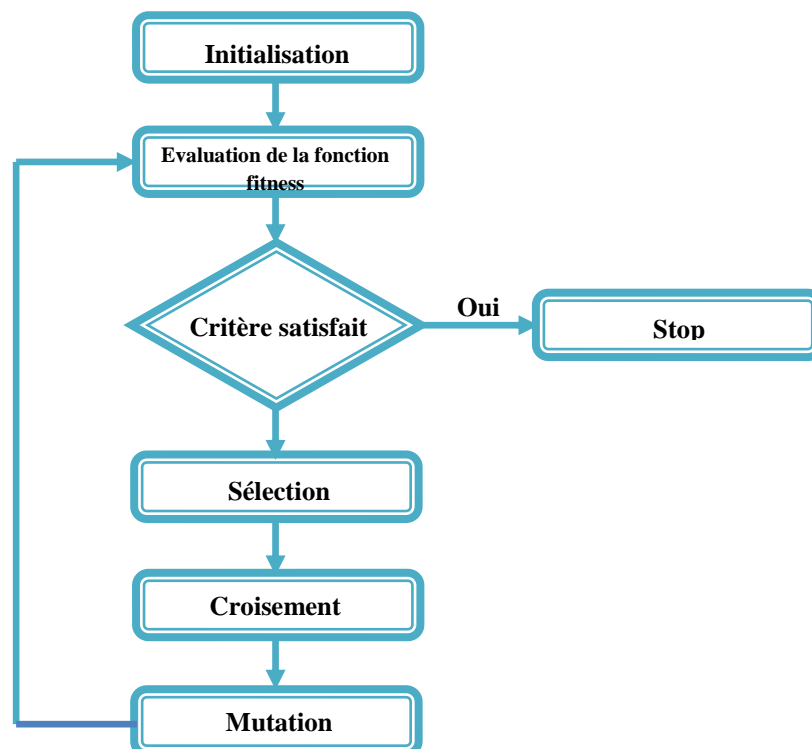 Initialisation
Evaluation de la fonction
fitness
Critère satisfait
Oui
Stop
Sélection
Croisement
Mutation